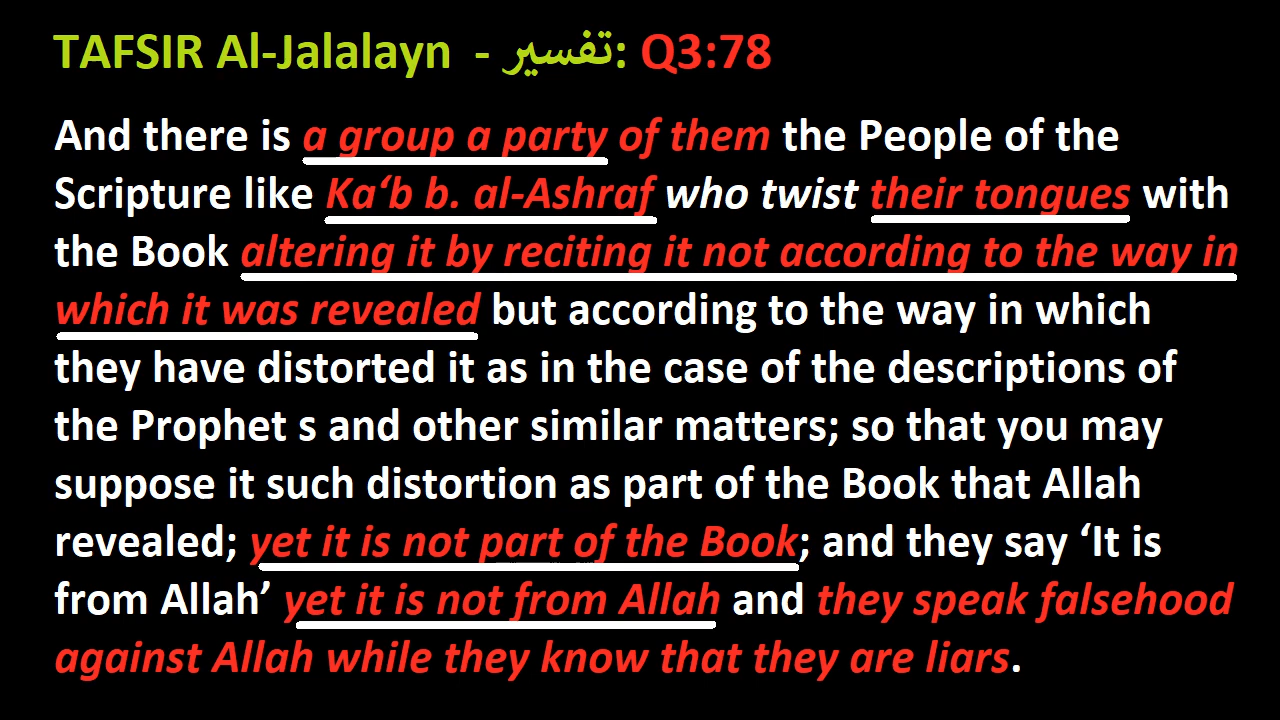 TAFSIR Al-Jalalayn - تفسير: Q3:78
And there is a group a party of them the People of the
Scripture like Ka‘b b. al-Ashraf who twist their tongues with
the Book altering it by reciting it not according to the way in
which it was revealed but according to the way in which
they have distorted it as in the case of the descriptions of
the Prophet s and other similar matters; so that you may
suppose it such distortion as part of the Book that Allah
revealed; yet it is not part of the Book; and they say ‘It is
from Allah’ yet it is not from Allah and they speak falsehood
against Allah while they know that they are liars.